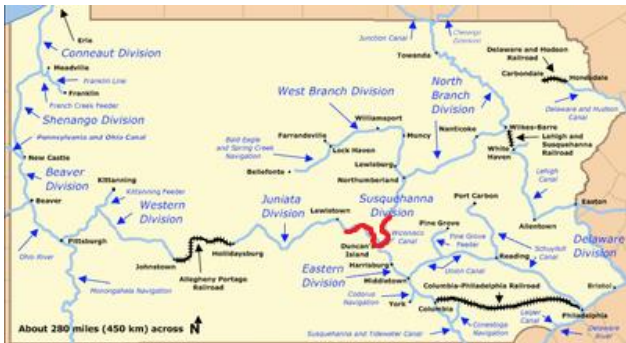 Erie
Conneaut Division
Meadville
Franklin Line
Franklin
French Creek Feeder
Shenango Division
Pennsylvania and Ohio Canal
New Castle
Beaver
Division
Beaver
Kittanning
Kittanning Feeder
Western
Division
Pittsburgh
Ohio River
Monongahela Navigation
Johnstown
Allegheny Portage
Railroad
Hollidaysburg
Juniata
Division
Lewistown
Junction Canal
Towanda
West Branch Division
Williamsport
Farrandville
Lock Haven
Bald Eagle
and Spring Creek
Navigation
Bellefonte
Muncy
Lewisburg
Northumberland
Nanticoke
North
Branch
Division
Delaware and Hudson
Railroad
Carbondale
Honesdale
Delaware and Hudson
Canal
Wilkes-Barre
Lehigh and
Susquehanna
Railroad
White
Haven
Lehigh
Canal
Easton
Allentown
Delaware
Division
Susquehanna
Division
Wiconisco
Canal
Duncan
Island
Port Carbon
Pine Grove
Pine Grove
Feeder
Schuylkill
Canal
Reading
Union Canal
Harrisburg
Eastern
Division
Middletown
Codorus
Navigation
York
Columbia
Columbia-Philadelphia Railroad
Philadelphia
Bristol
Leiper
Canal
Delaware
River
Conestoga
Navigation
Susquehanna and Tidewater Canal
About 280 miles (450 km) across
N